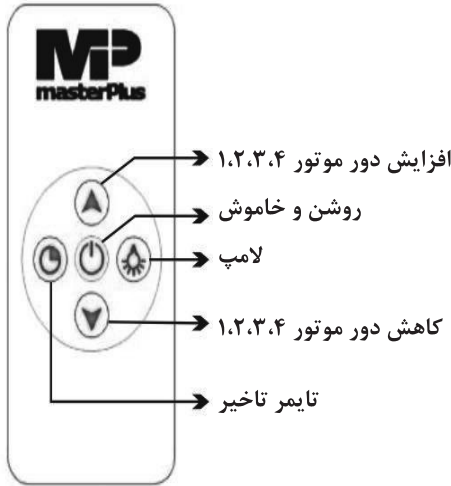 MP
masterPlus
افزایش دور موتور ۱،۲،۳،۴
روشن و خاموش
لامپ
کاهش دور موتور ۱،۲،۳،۴
تایمر تاخیر